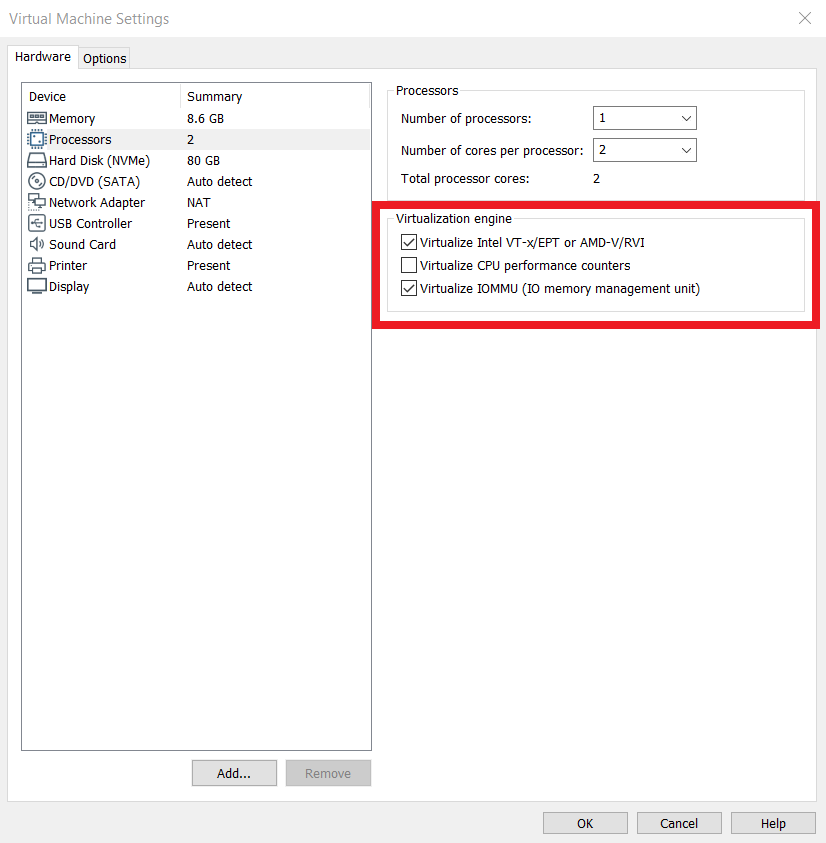 Virtual Machine Settings
Hardware Options
Device Summary
Memory 8.6 GB
Processors 2
Hard Disk (NVMe) 80 GB
CD/DVD (SATA) Auto detect
Network Adapter NAT
USB Controller Present
Sound Card Auto detect
Printer Present
Display Auto detect
Add... Remove
Processors
Number of processors: 1
Number of cores per processor: 2
Total processor cores: 2
Virtualization engine
Virtualize Intel VT-x/EPT or AMD-V/RVI
Virtualize CPU performance counters
Virtualize IOMMU (IO memory management unit)
OK Cancel Help